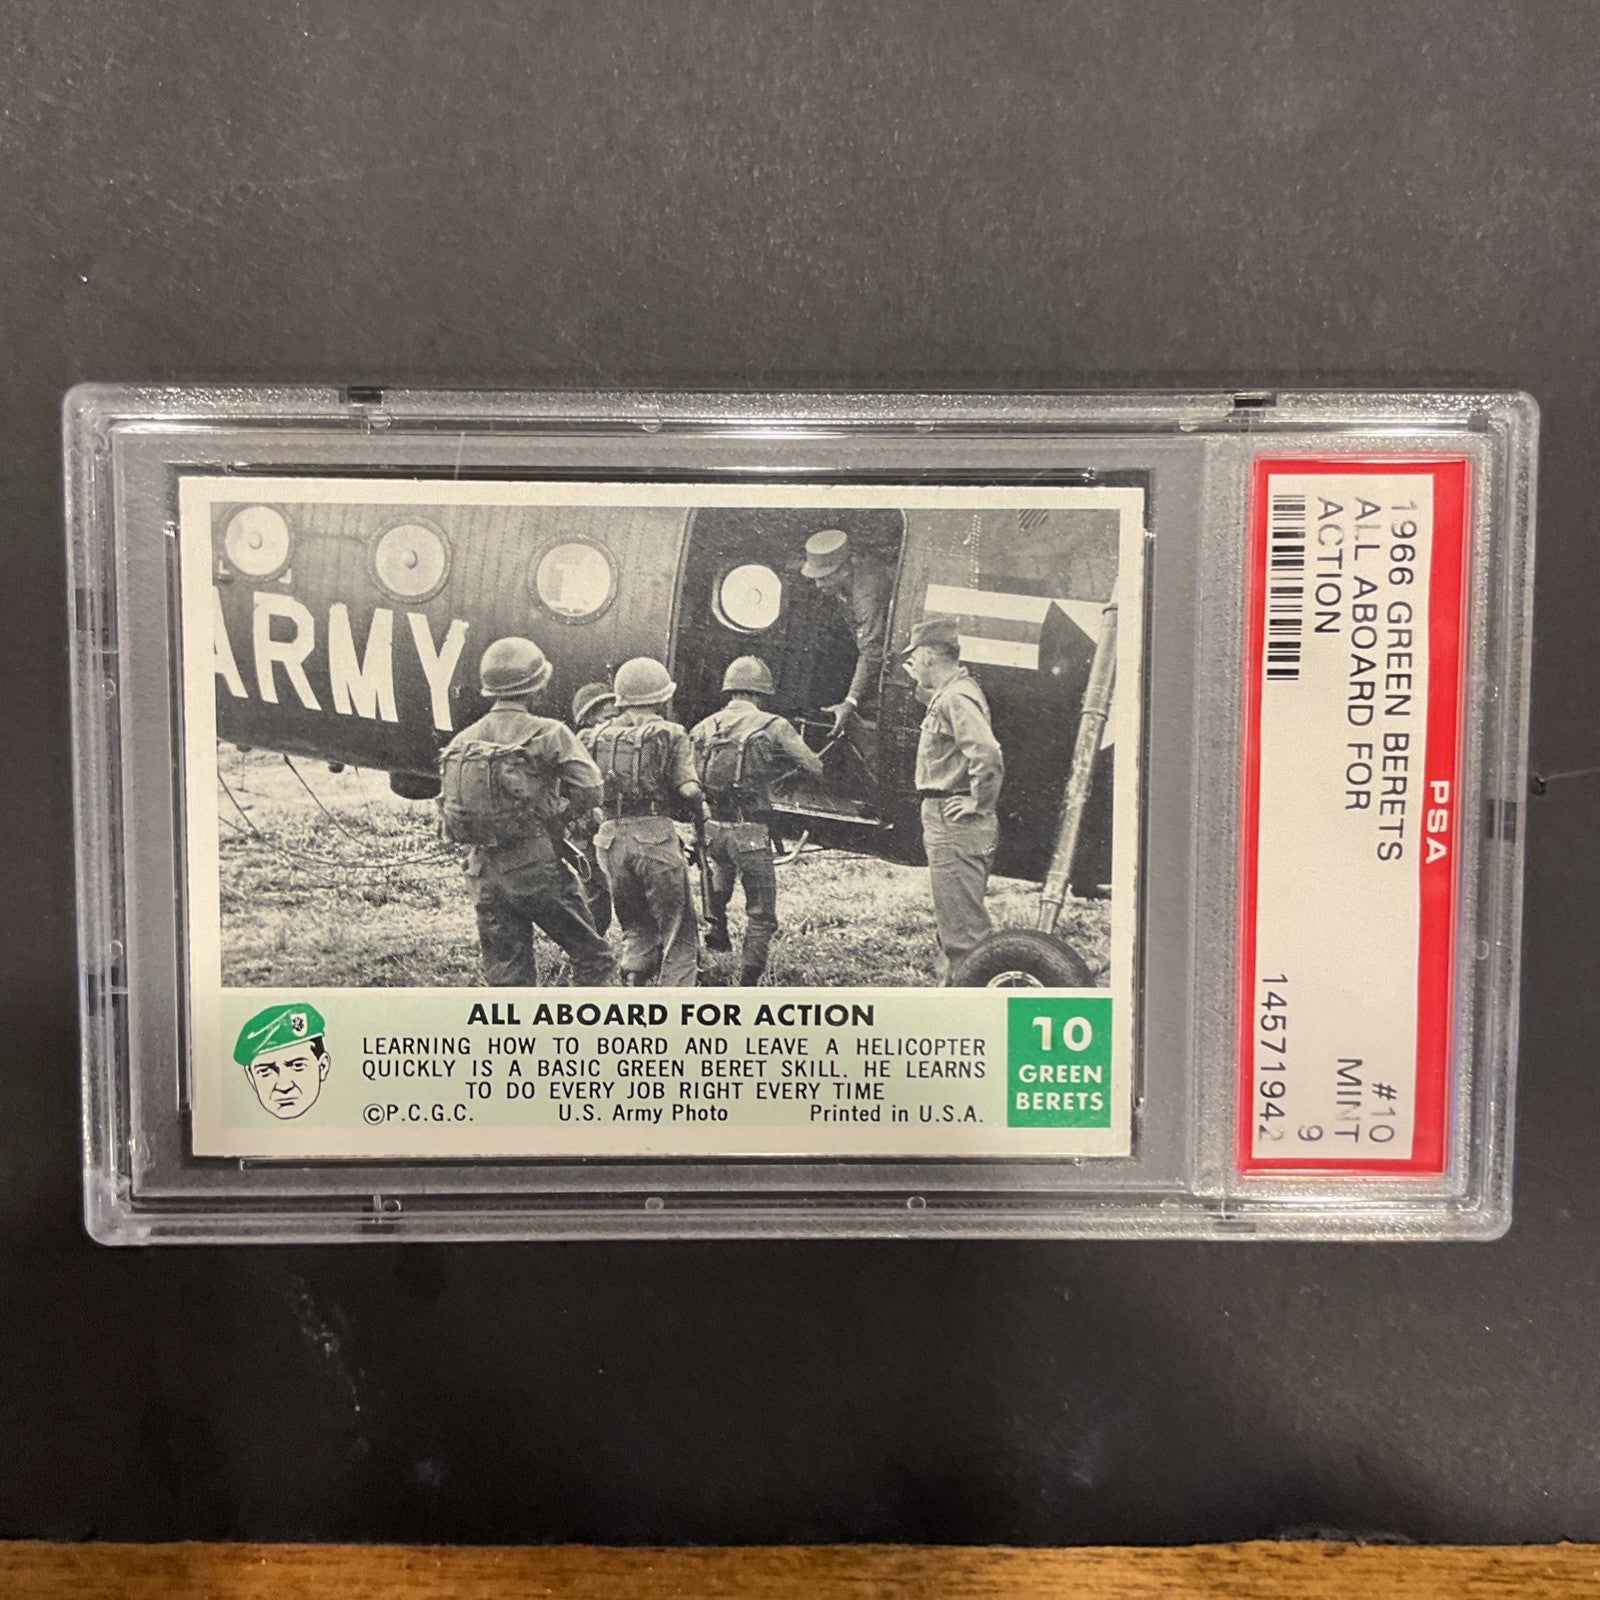 ARMY
ALL ABOARD FOR ACTION
LEARNING HOW TO BOARD AND LEAVE A HELICOPTER
QUICKLY IS A BASIC GREEN BERET SKILL. HE LEARNS
TO DO EVERY JOB RIGHT EVERY TIME
©P.C.G.C. U.S. Army Photo Printed in U.S.A.
10
GREEN
BERETS
PSA
1966 GREEN BERETS #10
ALL ABOARD FOR MINT
ACTION 9
14571942